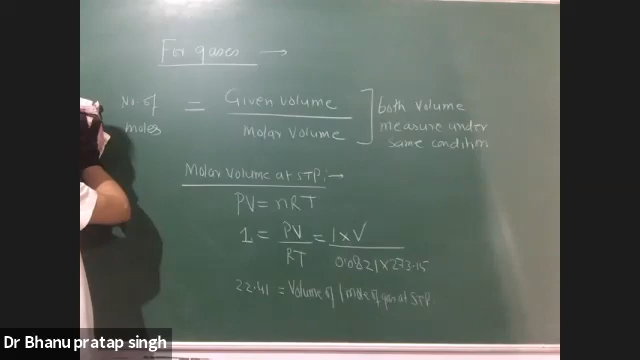 For gases →
No. of moles = Given volume / Molar volume ] both volume measure under same condition
Molar volume at STP :→
PV = nRT
1 = PV / RT = 1 x V / 0.0821 x 273.15
22.41 = Volume of 1 mole of gas at STP.
Dr Bhanu pratap singh